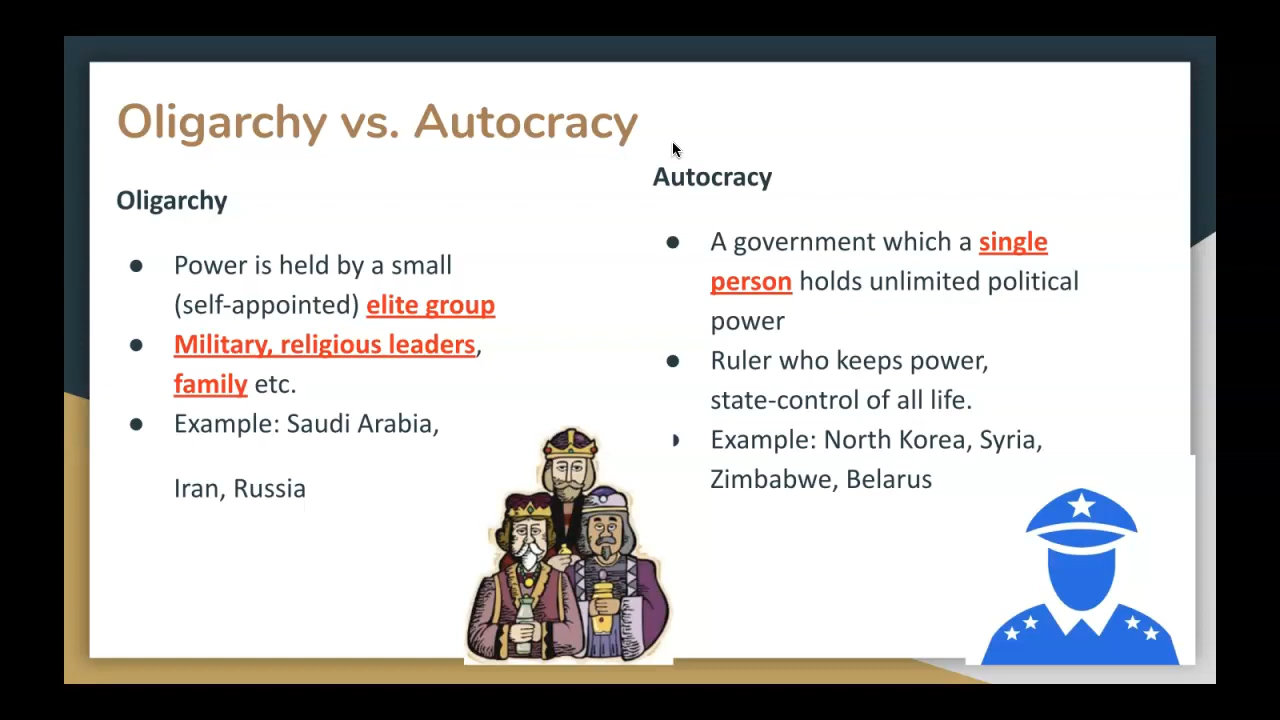 Oligarchy vs. Autocracy
Oligarchy
● Power is held by a small
(self-appointed) elite group
● Military, religious leaders,
family etc.
● Example: Saudi Arabia,
Iran, Russia
Autocracy
● A government which a single
person holds unlimited political
power
● Ruler who keeps power,
state-control of all life.
● Example: North Korea, Syria,
Zimbabwe, Belarus